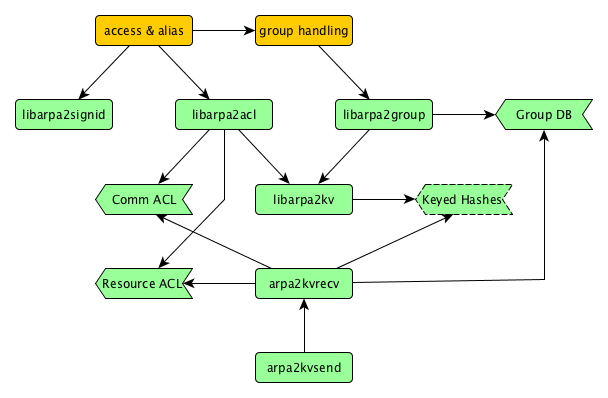 access & alias
group handling
libarpa2signid
libarpa2acl
libarpa2group
Group DB
Comm ACL
libarpa2kv
Keyed Hashes
Resource ACL
arpa2kvrecv
arpa2kvsend